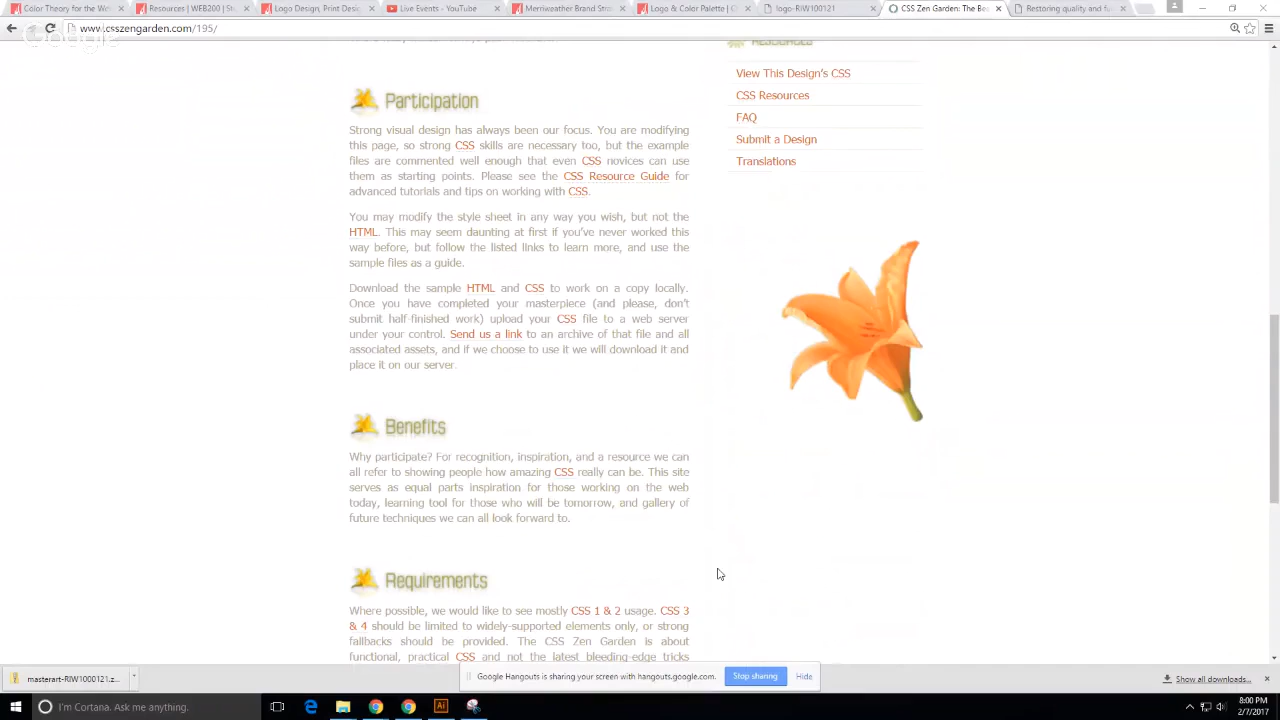 Color Theory for the We
Resources | WEB200 | St
Logo Design, Print Desig
Live Events - YouTube
Merriweather Brand Stra
Logo & Color Palette | C
logo-RIW100121
CSS Zen Garden: The Be
Restoring quality and fun
www.csszengarden.com/195/
Resources
View This Design's CSS
CSS Resources
FAQ
Submit a Design
Translations
Participation
Strong visual design has always been our focus. You are modifying
this page, so strong CSS skills are necessary too, but the example
files are commented well enough that even CSS novices can use
them as starting points. Please see the CSS Resource Guide for
advanced tutorials and tips on working with CSS.
You may modify the style sheet in any way you wish, but not the
HTML. This may seem daunting at first if you've never worked this
way before, but follow the listed links to learn more, and use the
sample files as a guide.
Download the sample HTML and CSS to work on a copy locally.
Once you have completed your masterpiece (and please, don't
submit half-finished work) upload your CSS file to a web server
under your control. Send us a link to an archive of that file and all
associated assets, and if we choose to use it we will download it and
place it on our server.
Benefits
Why participate? For recognition, inspiration, and a resource we can
all refer to showing people how amazing CSS really can be. This site
serves as equal parts inspiration for those working on the web
today, learning tool for those who will be tomorrow, and gallery of
future techniques we can all look forward to.
Requirements
Where possible, we would like to see mostly CSS 1 & 2 usage. CSS 3
& 4 should be limited to widely-supported elements only, or strong
fallbacks should be provided. The CSS Zen Garden is about
functional, practical CSS and not the latest bleeding-edge tricks
Google Hangouts is sharing your screen with hangouts.google.com.
Stop sharing
Hide
Show all downloads...
I'm Cortana. Ask me anything.
8:00 PM
2/7/2017